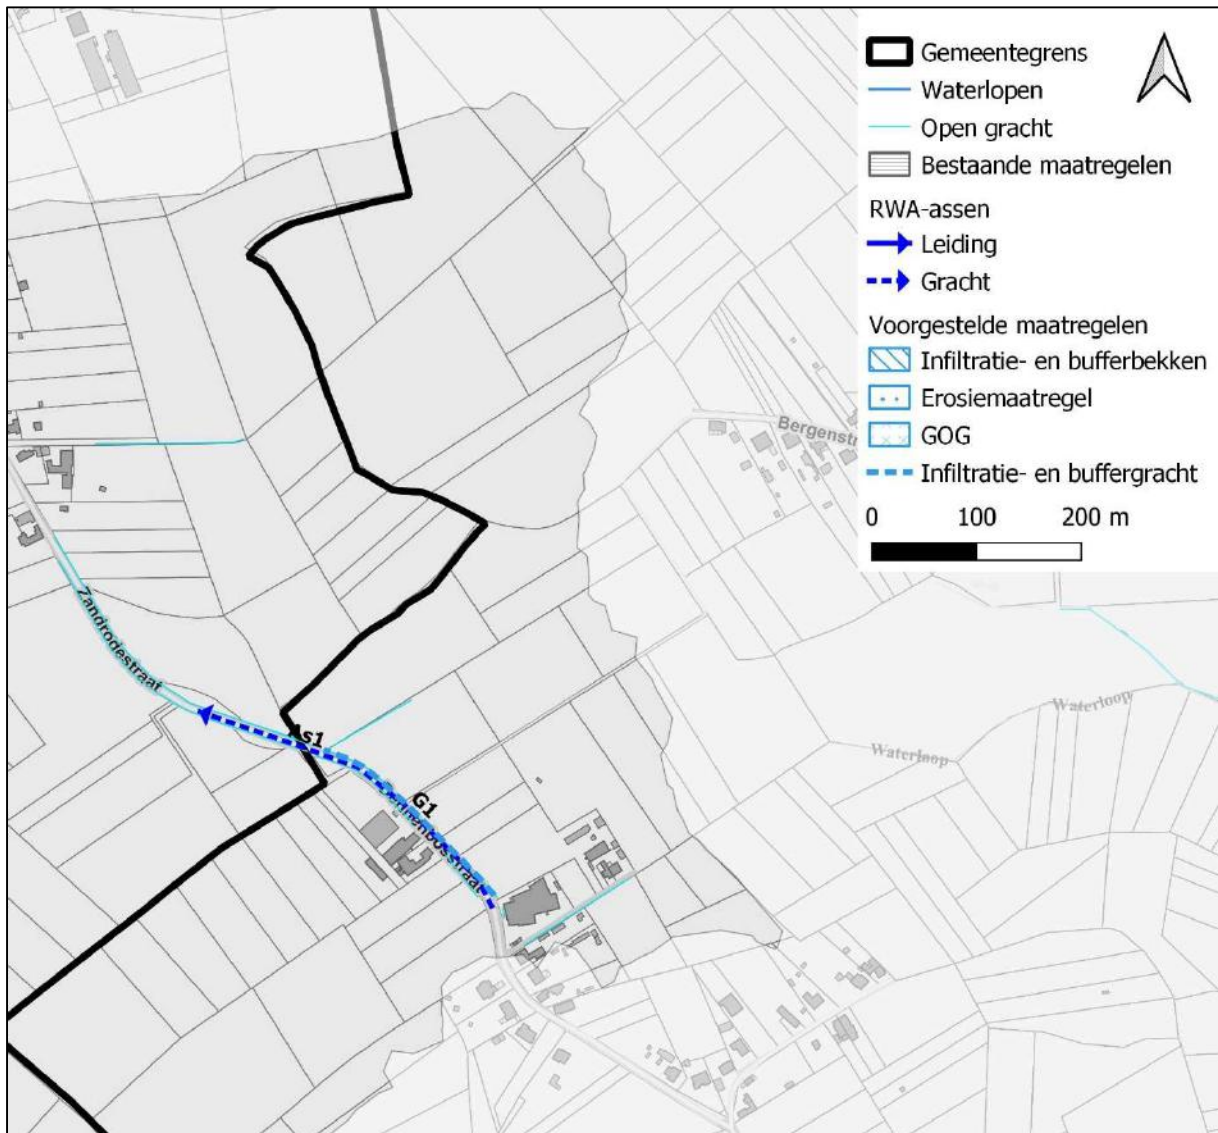 Gemeentegrens
Waterlopen
Open gracht
Bestaande maatregelen
RWA-assen
Leiding
Gracht
Voorgestelde maatregelen
Infiltratie- en bufferbekken
Erosiemaatregel
GOG
Infiltratie- en buffergracht
0 100 200 m
Bergenstr
Zandrodestraat
Waterloop
Waterloop
As1
G1